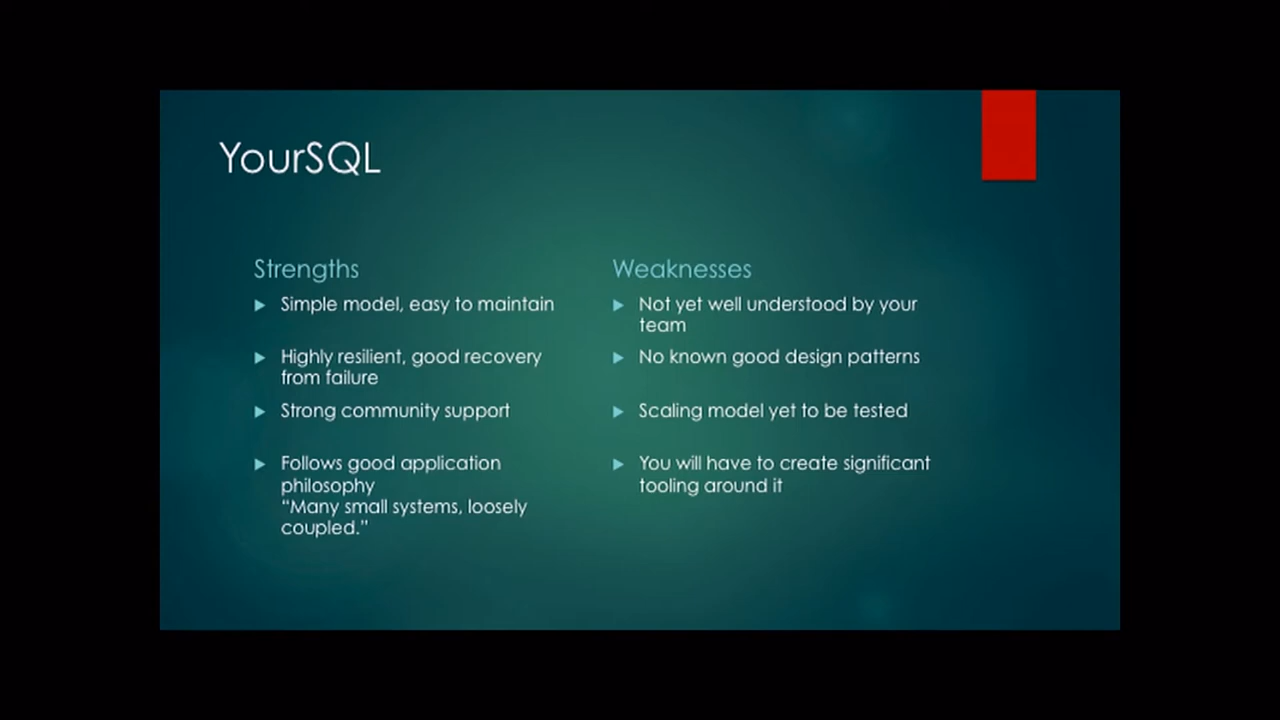 YourSQL
Strengths
Simple model, easy to maintain
Highly resilient, good recovery
from failure
Strong community support
Follows good application
philosophy
“Many small systems, loosely
coupled.”
Weaknesses
Not yet well understood by your
team
No known good design patterns
Scaling model yet to be tested
You will have to create significant
tooling around it